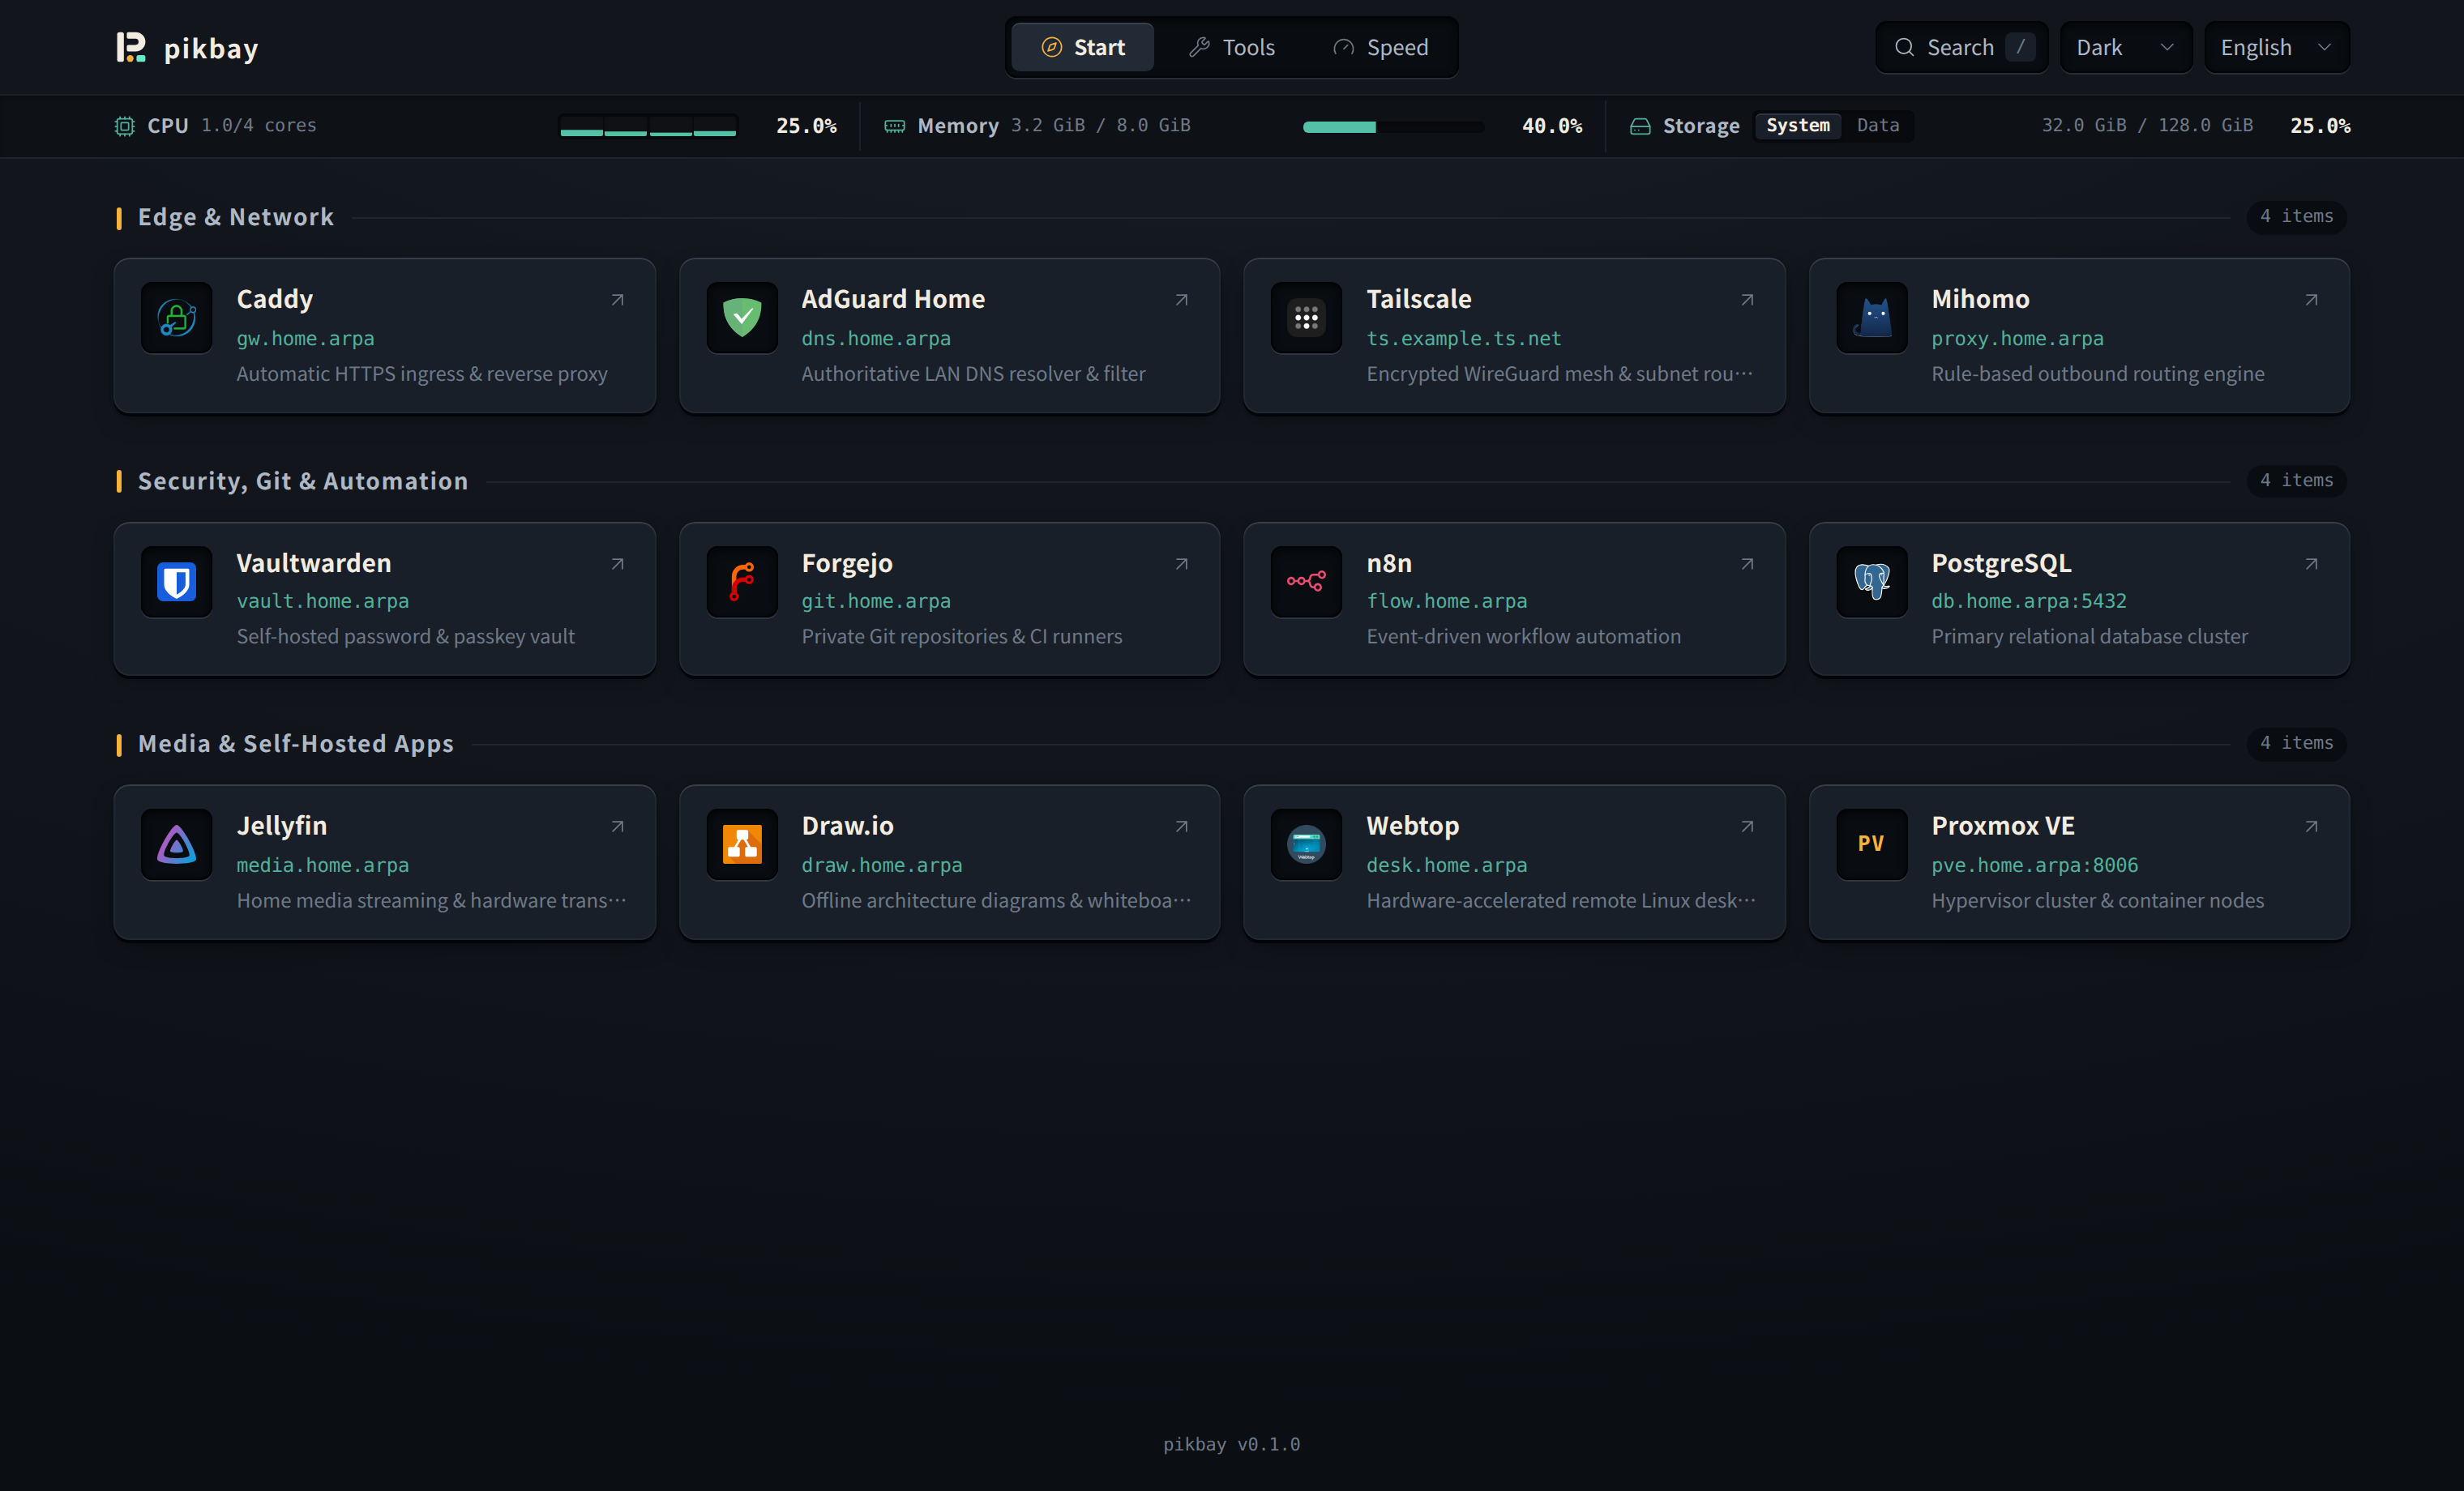 pikbay
Start Tools Speed
Search / Dark English
CPU 1.0/4 cores 25.0% Memory 3.2 GiB / 8.0 GiB 40.0% Storage System Data 32.0 GiB / 128.0 GiB 25.0%
Edge & Network 4 items
Caddy
gw.home.arpa
Automatic HTTPS ingress & reverse proxy
AdGuard Home
dns.home.arpa
Authoritative LAN DNS resolver & filter
Tailscale
ts.example.ts.net
Encrypted WireGuard mesh & subnet rou…
Mihomo
proxy.home.arpa
Rule-based outbound routing engine
Security, Git & Automation 4 items
Vaultwarden
vault.home.arpa
Self-hosted password & passkey vault
Forgejo
git.home.arpa
Private Git repositories & CI runners
n8n
flow.home.arpa
Event-driven workflow automation
PostgreSQL
db.home.arpa:5432
Primary relational database cluster
Media & Self-Hosted Apps 4 items
Jellyfin
media.home.arpa
Home media streaming & hardware trans…
Draw.io
draw.home.arpa
Offline architecture diagrams & whiteboa…
Webtop
Webtop
desk.home.arpa
Hardware-accelerated remote Linux desk…
PV
Proxmox VE
pve.home.arpa:8006
Hypervisor cluster & container nodes
pikbay v0.1.0